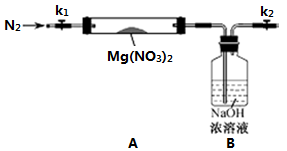 N₂ k₁ k₂
Mg(NO₃)₂
NaOH
浓溶液
A B